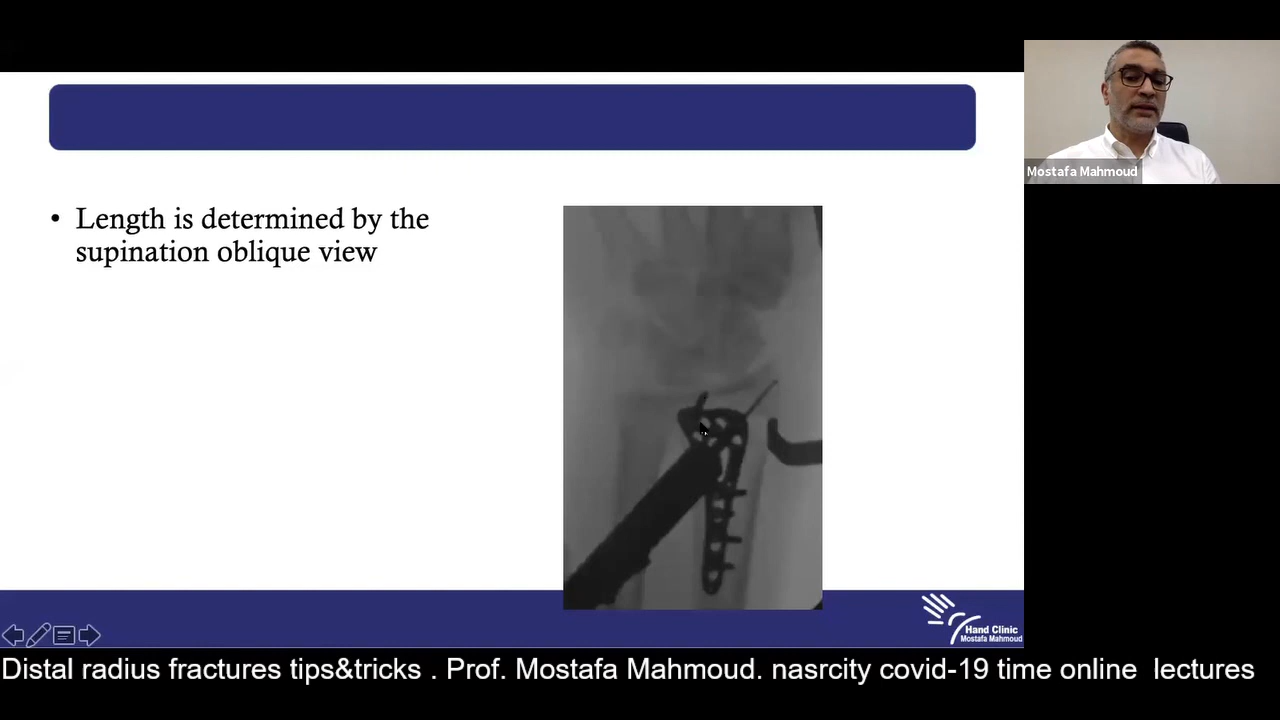 Mostafa Mahmoud
• Length is determined by the
supination oblique view
Hand Clinic
Mostafa Mahmoud
Distal radius fractures tips&tricks . Prof. Mostafa Mahmoud. nasrcity covid-19 time online  lectures